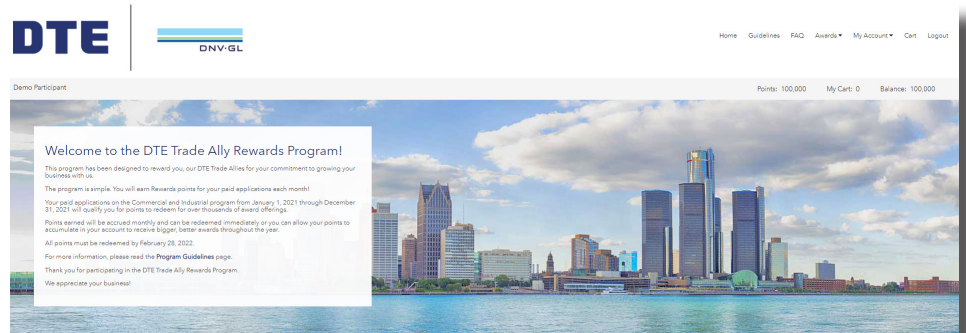 DTE
DNV·GL
Home Guidelines FAQ Awards▼ My Account▼ Cart Logout
Demo Participant
Points: 100,000 My Cart: 0 Balance: 100,000
Welcome to the DTE Trade Ally Rewards Program!
This program has been designed to reward you, our DTE Trade Allies for your commitment to growing your
business with us.
The program is simple. You will earn Rewards points for your paid applications each month!
Your paid applications on the Commercial and Industrial program from January 1, 2021 through December
31, 2021 will qualify you for points to redeem for over thousands of award offerings.
Points earned will be accrued monthly and can be redeemed immediately or you can allow your points to
accumulate in your account to receive bigger, better awards throughout the year.
All points must be redeemed by February 28, 2022.
For more information, please read the Program Guidelines page.
Thank you for participating in the DTE Trade Ally Rewards Program.
We appreciate your business!